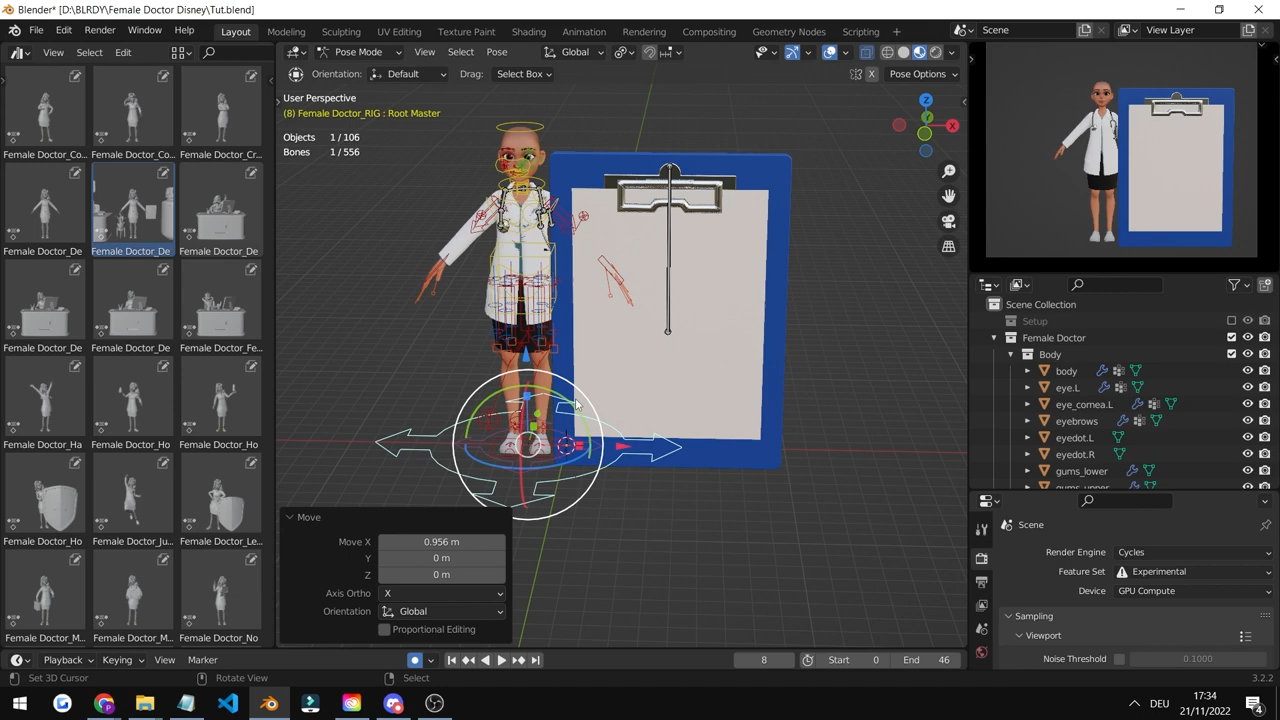 Blender* [D:\BLRDY\Female Doctor Disney\Tut.blend]
File Edit Render Window Help Layout Modeling Sculpting UV Editing Texture Paint Shading Animation Rendering Compositing Geometry Nodes Scripting Scene View Layer
View Select Edit Pose Mode View Select Pose Global
Orientation: Default Drag: Select Box X Pose Options
User Perspective
(8) Female Doctor_RIG : Root Master
Objects 1 / 106
Bones 1 / 556
Z
Y
X
Female Doctor_Co... Female Doctor_Co... Female Doctor_Cr...
Female Doctor_De Female Doctor_De Female Doctor_De
Female Doctor_De Female Doctor_De Female Doctor_Fe...
Female Doctor_Ha Female Doctor_Ho Female Doctor_Ho
Female Doctor_Ho Female Doctor_Ju... Female Doctor_Le...
Female Doctor_M... Female Doctor_M... Female Doctor_No
Move
Move X 0.956 m
Y 0 m
Z 0 m
Axis Ortho X
Orientation Global
Proportional Editing
Scene Collection
Setup
Female Doctor
Body
body
eye.L
eye_cornea.L
eyebrows
eyedot.L
eyedot.R
gums_lower
gums_upper
Scene
Render Engine Cycles
Feature Set Experimental
Device GPU Compute
Sampling
Viewport
Noise Threshold 0.1000
Playback Keying View Marker 8 Start 0 End 46
Set 3D Cursor Rotate View Select 3.2.2
DEU 17:34
21/11/2022
4